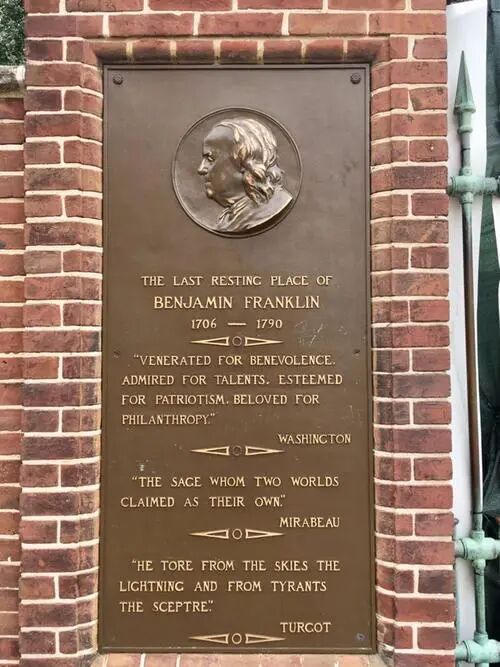 THE LAST RESTING PLACE OF
BENJAMIN FRANKLIN
1706 — 1790
"VENERATED FOR BENEVOLENCE.
ADMIRED FOR TALENTS. ESTEEMED
FOR PATRIOTISM. BELOVED FOR
PHILANTHROPY."
WASHINGTON
"THE SAGE WHOM TWO WORLDS
CLAIMED AS THEIR OWN."
MIRABEAU
"HE TORE FROM THE SKIES THE
LIGHTNING AND FROM TYRANTS
THE SCEPTRE."
TURGOT